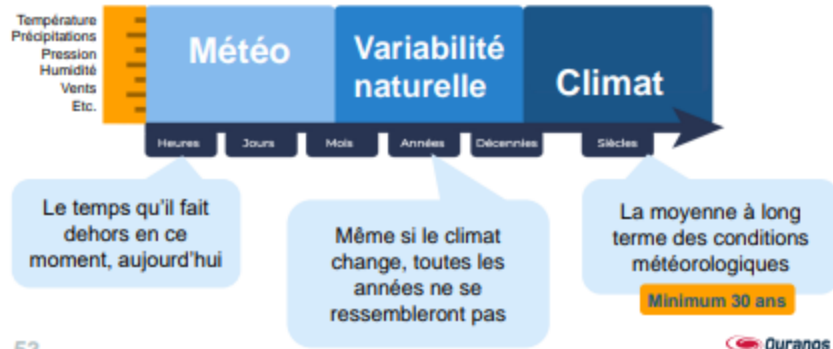 Température
Précipitations
Pression
Humidité
Vents
Etc.
Météo
Variabilité
naturelle
Climat
Heures
Jours
Mois
Années
Décennies
Siècles
Le temps qu'il fait
dehors en ce
moment, aujourd'hui
Même si le climat
change, toutes les
années ne se
ressembleront pas
La moyenne à long
terme des conditions
météorologiques
Minimum 30 ans
53
Ouranos